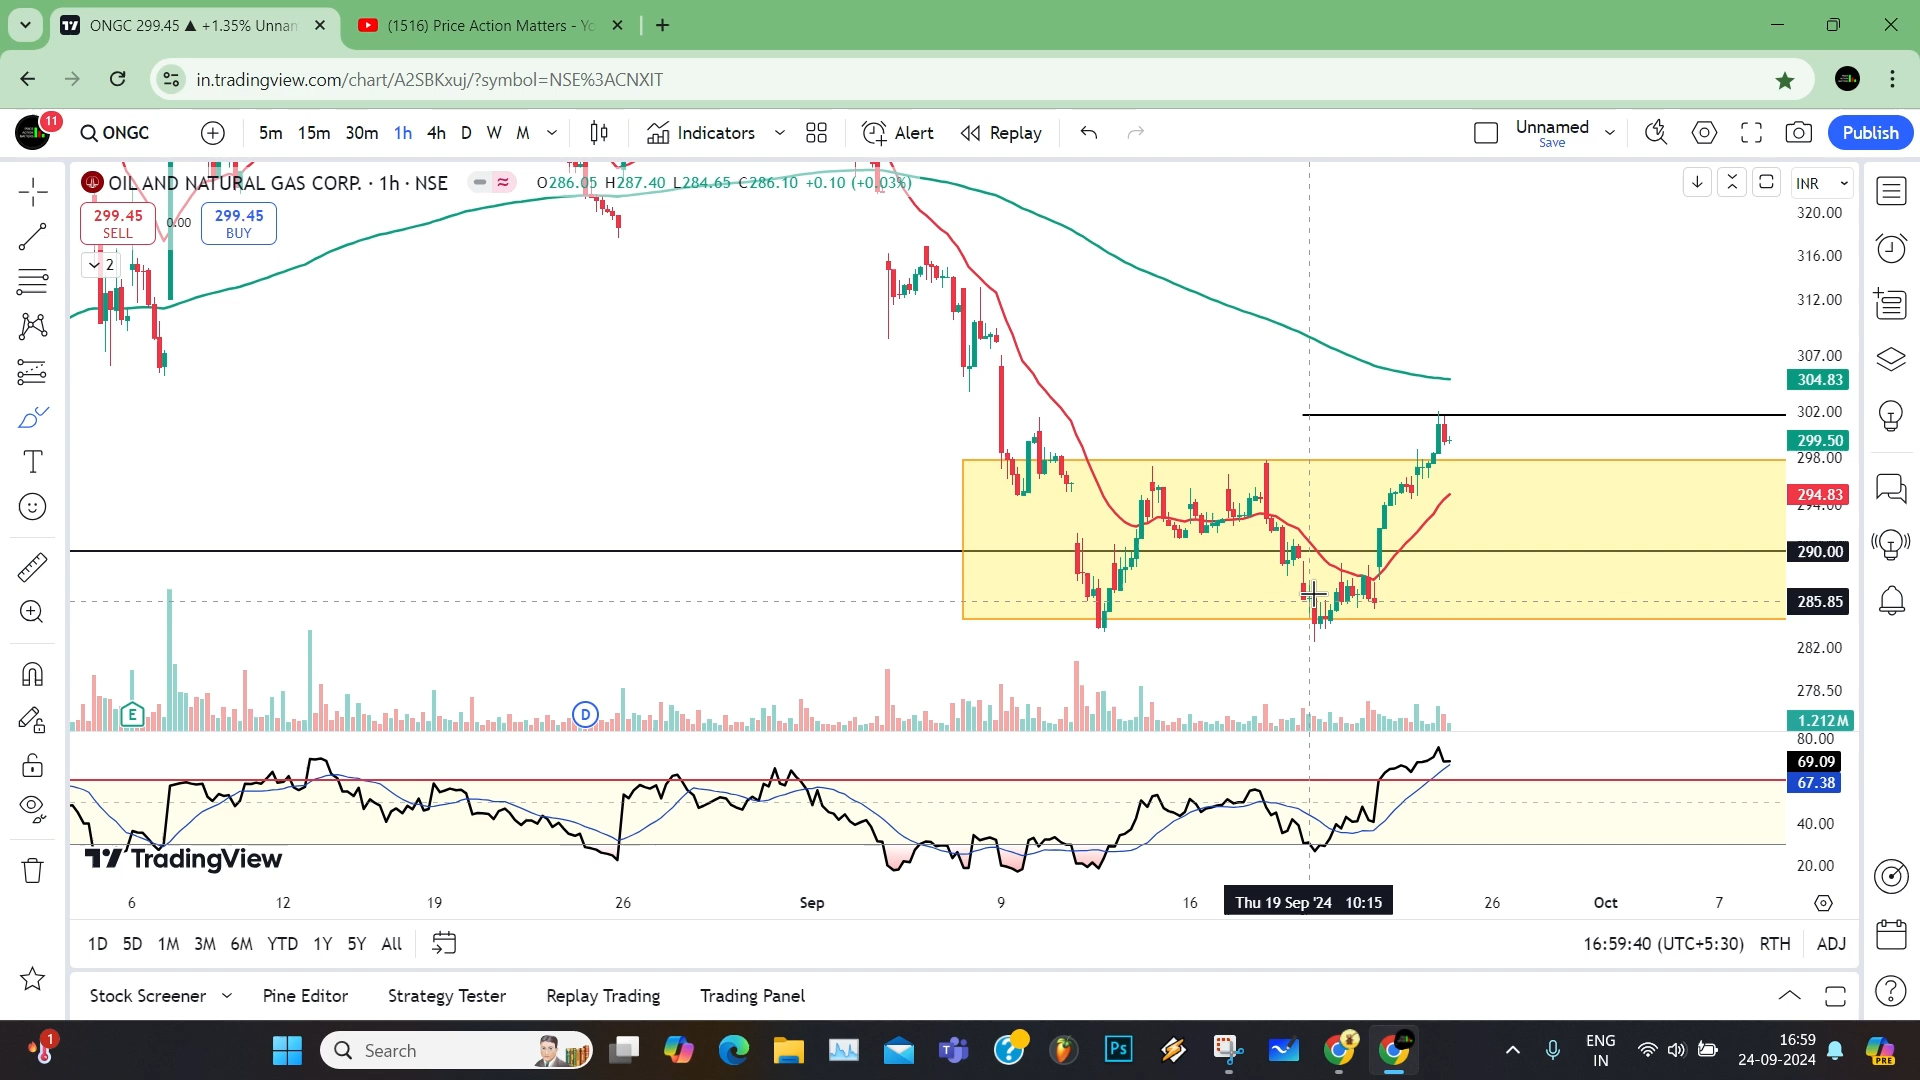 ONGC 299.45 ▲ +1.35% Unnan
(1516) Price Action Matters - Yo
in.tradingview.com/chart/A2SBKxuj/?symbol=NSE%3ACNXIT
11
ONGC
5m 15m 30m 1h 4h D W M
Indicators
Alert
Replay
Unnamed
Save
Publish
OIL AND NATURAL GAS CORP. · 1h · NSE
O286.05 H287.40 L284.65 C286.10 +0.10 (+0.03%)
INR
299.45
SELL
0.00
299.45
BUY
2
320.00
316.00
312.00
307.00
304.83
302.00
299.50
298.00
294.83
294.00
290.00
285.85
282.00
278.50
1.212M
80.00
69.09
67.38
40.00
20.00
E
D
TradingView
6 12 19 26 Sep 9 16 Thu 19 Sep '24 10:15 26 Oct 7
1D 5D 1M 3M 6M YTD 1Y 5Y All
16:59:40 (UTC+5:30) RTH ADJ
Stock Screener Pine Editor Strategy Tester Replay Trading Trading Panel
1
Search
Ps
ENG
IN
16:59
24-09-2024
PRE